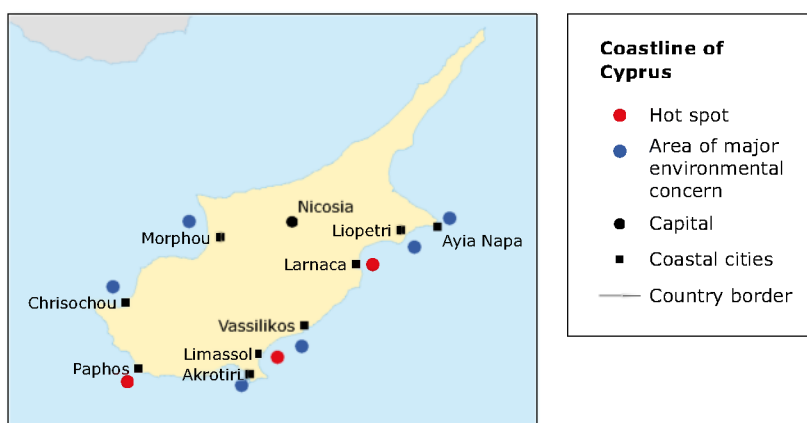 Nicosia
Liopetri
Morphou
Ayia Napa
Larnaca
Chrisochou
Vassilikos
Limassol
Paphos
Akrotiri
Coastline of
Cyprus
Hot spot
Area of major
environmental
concern
Capital
Coastal cities
Country border